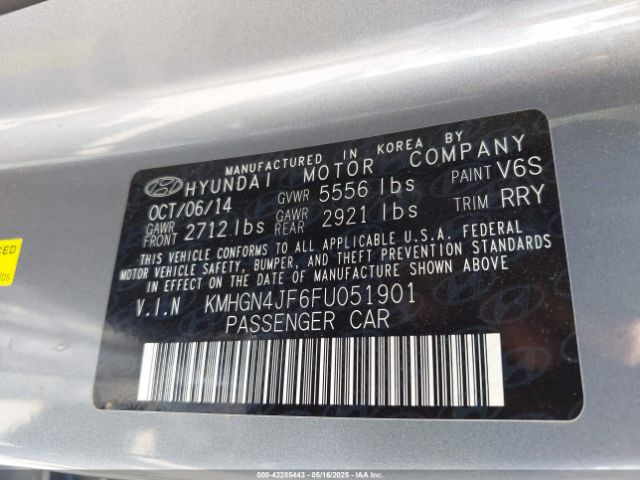 MANUFACTURED IN KOREA BY
HYUNDAI MOTOR COMPANY
OCT/06/14 GVWR 5556 lbs PAINT V6S
GAWR FRONT 2712 lbs GAWR REAR 2921 lbs TRIM RRY
THIS VEHICLE CONFORMS TO ALL APPLICABLE U.S.A. FEDERAL
MOTOR VEHICLE SAFETY, BUMPER, AND THEFT PREVENTION STANDARDS
IN EFFECT ON THE DATE OF MANUFACTURE SHOWN ABOVE
V.I.N KMHGN4JF6FU051901
PASSENGER CAR
lbs
000-42285443 - 05/16/2025 - IAA Inc.